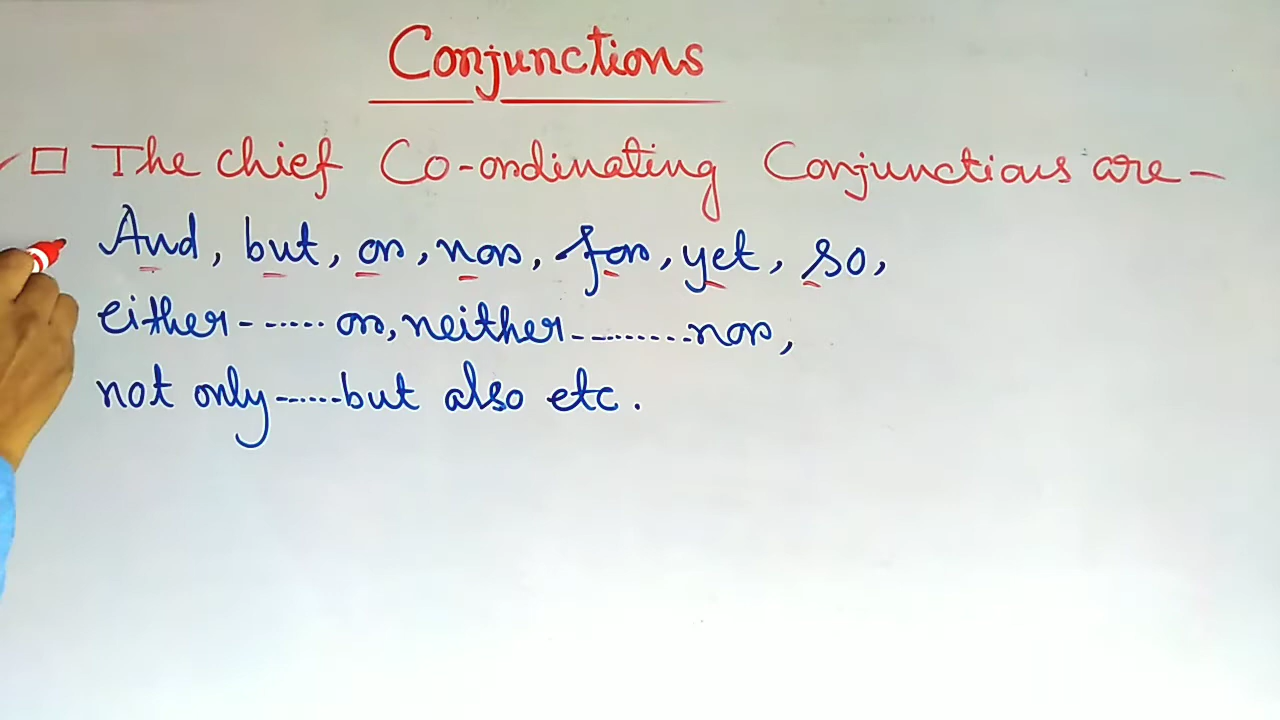 Conjunctions
The chief Co-ordinating Conjunctions are -
And, but, or, nor, for, yet, so,
either-......or, neither.........nor,
not only......but also etc.